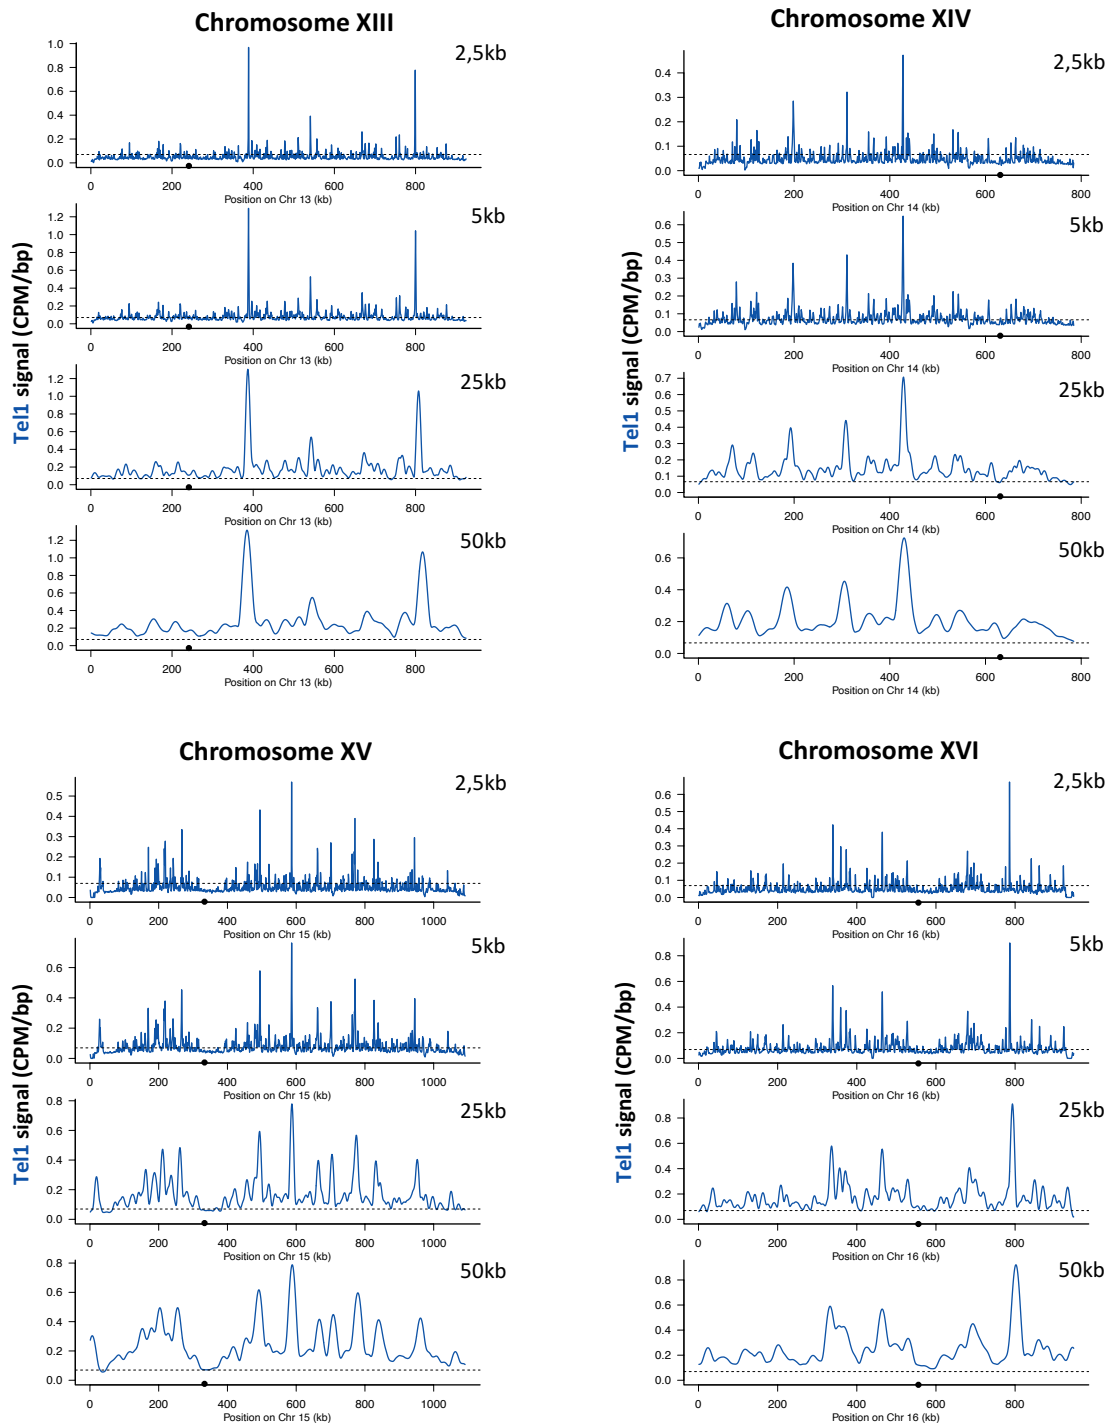 Chromosome XIII
2,5kb
1.0
0.8
0.6
0.4
0.2
0.0
0 200 400 600 800
Position on Chr 13 (kb)
5kb
1.2
1.0
0.8
0.6
0.4
0.2
0.0
0 200 400 600 800
Position on Chr 13 (kb)
25kb
1.2
1.0
0.8
0.6
0.4
0.2
0.0
0 200 400 600 800
Position on Chr 13 (kb)
50kb
1.2
1.0
0.8
0.6
0.4
0.2
0.0
0 200 400 600 800
Position on Chr 13 (kb)
Tel1 signal (CPM/bp)
Chromosome XIV
2,5kb
0.4
0.3
0.2
0.1
0.0
0 200 400 600 800
Position on Chr 14 (kb)
5kb
0.6
0.5
0.4
0.3
0.2
0.1
0.0
0 200 400 600 800
Position on Chr 14 (kb)
25kb
0.7
0.6
0.5
0.4
0.3
0.2
0.1
0.0
0 200 400 600 800
Position on Chr 14 (kb)
50kb
0.6
0.4
0.2
0.0
0 200 400 600 800
Position on Chr 14 (kb)
Tel1 signal (CPM/bp)
Chromosome XV
2,5kb
0.5
0.4
0.3
0.2
0.1
0.0
0 200 400 600 800 1000
Position on Chr 15 (kb)
5kb
0.6
0.4
0.2
0.0
0 200 400 600 800 1000
Position on Chr 15 (kb)
25kb
0.8
0.6
0.4
0.2
0.0
0 200 400 600 800 1000
Position on Chr 15 (kb)
50kb
0.8
0.6
0.4
0.2
0.0
0 200 400 600 800 1000
Position on Chr 15 (kb)
Tel1 signal (CPM/bp)
Chromosome XVI
2,5kb
0.6
0.5
0.4
0.3
0.2
0.1
0.0
0 200 400 600 800
Position on Chr 16 (kb)
5kb
0.8
0.6
0.4
0.2
0.0
0 200 400 600 800
Position on Chr 16 (kb)
25kb
0.8
0.6
0.4
0.2
0.0
0 200 400 600 800
Position on Chr 16 (kb)
50kb
0.8
0.6
0.4
0.2
0.0
0 200 400 600 800
Position on Chr 16 (kb)
Tel1 signal (CPM/bp)